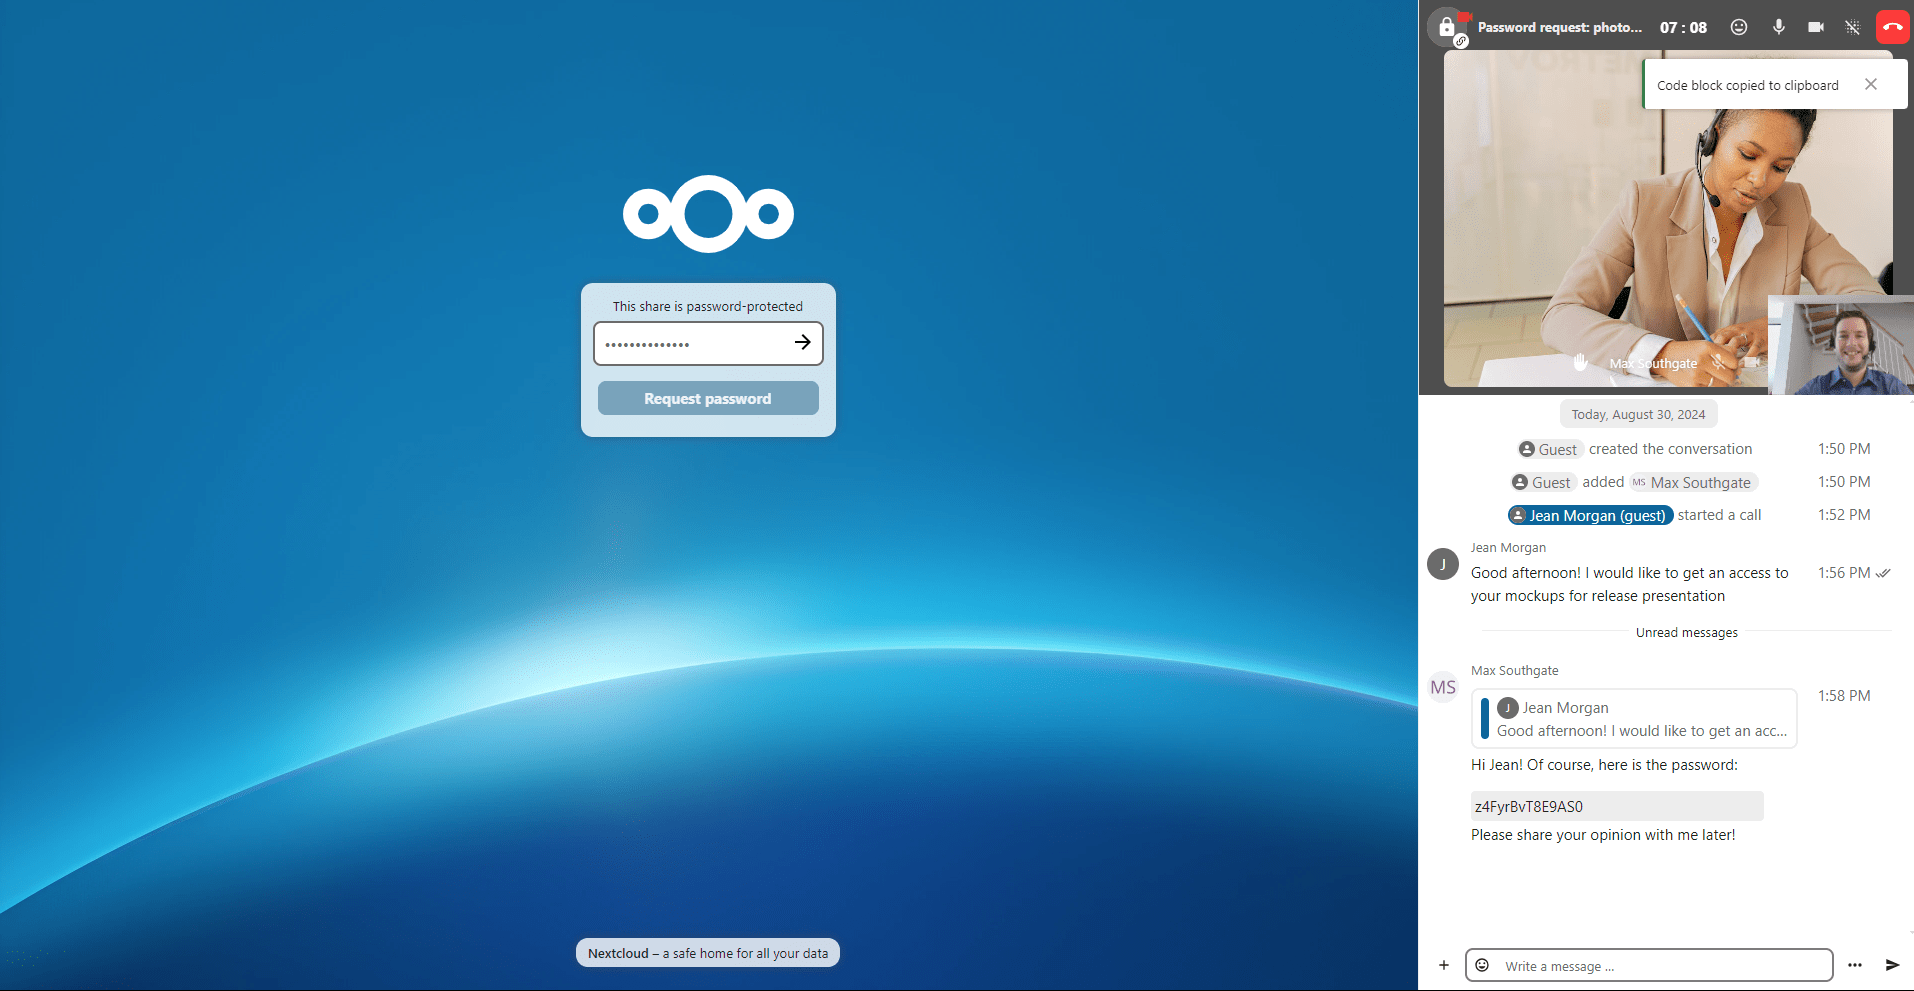 This share is password-protected
••••••••••••••
Request password
Nextcloud – a safe home for all your data
Password request: photo...
07 : 08
Code block copied to clipboard
Max Southgate
Today, August 30, 2024
Guest created the conversation 1:50 PM
Guest added MS Max Southgate 1:50 PM
Jean Morgan (guest) started a call 1:52 PM
Jean Morgan
J
Good afternoon! I would like to get an access to 1:56 PM
your mockups for release presentation
Unread messages
Max Southgate
MS
1:58 PM
J Jean Morgan
Good afternoon! I would like to get an acc...
Hi Jean! Of course, here is the password:
z4FyrBvT8E9AS0
Please share your opinion with me later!
Write a message ...